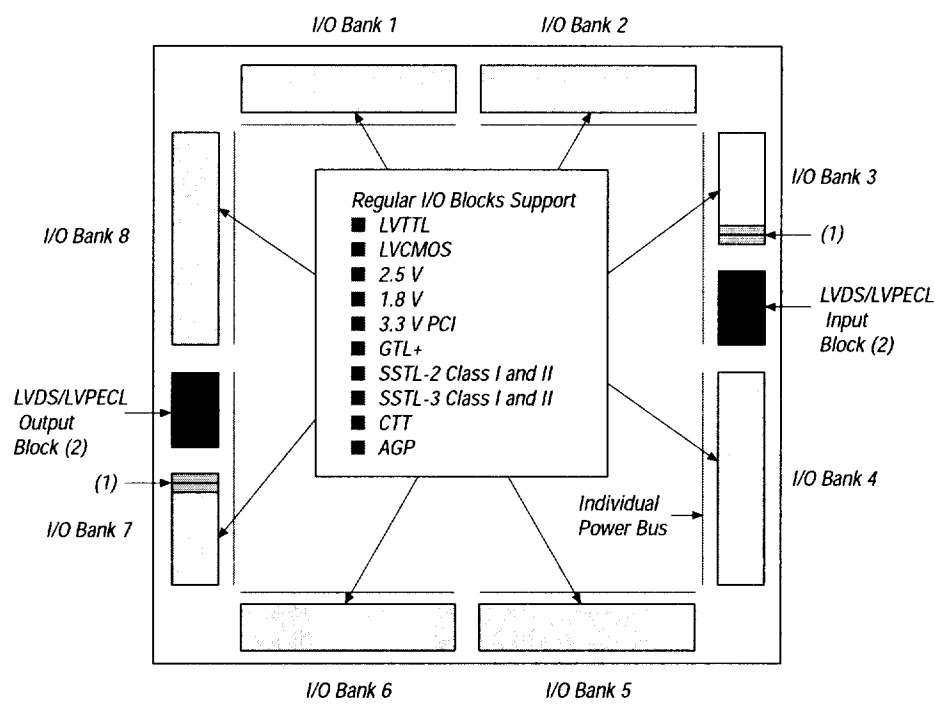 I/O Bank 1
I/O Bank 2
I/O Bank 3
(1)
LVDS/LVPECL
Input
Block (2)
I/O Bank 4
I/O Bank 8
LVDS/LVPECL
Output
Block (2)
(1)
I/O Bank 7
Regular I/O Blocks Support
■ LVTTL
■ LVCMOS
■ 2.5 V
■ 1.8 V
■ 3.3 V PCI
■ GTL+
■ SSTL-2 Class I and II
■ SSTL-3 Class I and II
■ CTT
■ AGP
Individual
Power Bus
I/O Bank 6
I/O Bank 5